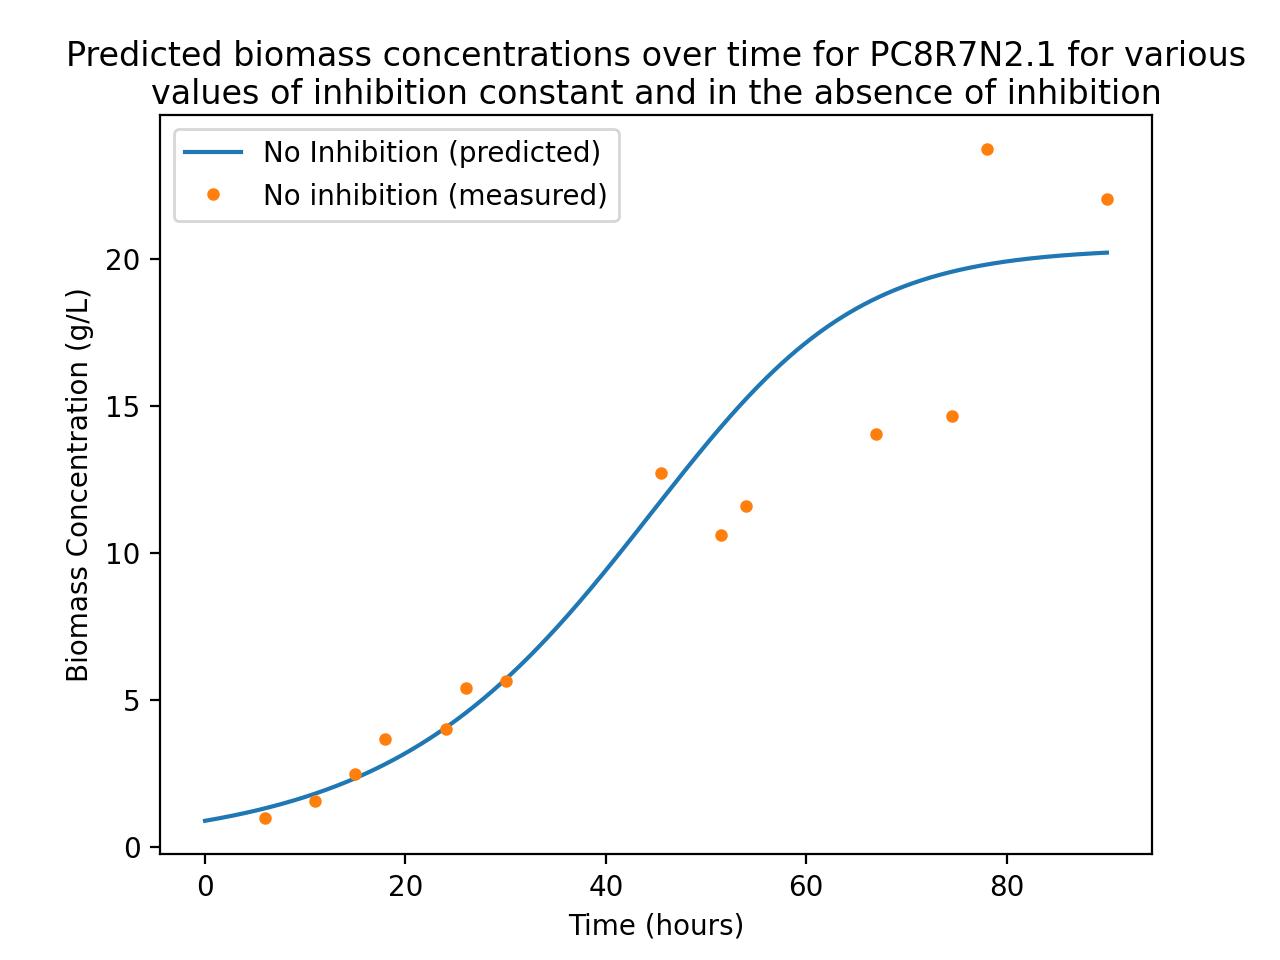 Predicted biomass concentrations over time for PC8R7N2.1 for various
values of inhibition constant and in the absence of inhibition
No Inhibition (predicted)
No inhibition (measured)
Biomass Concentration (g/L)
20
15
10
5
0
0
20
40
60
80
Time (hours)